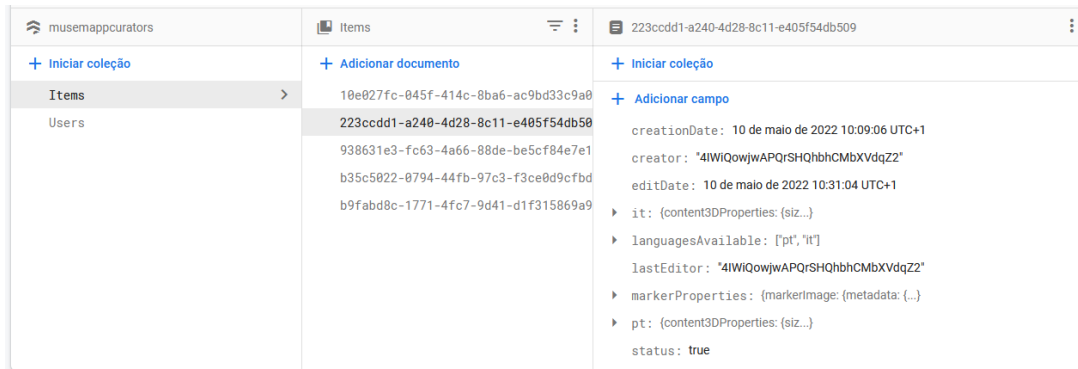 musemappcurators
Iniciar coleção
Items
Users
Items
Adicionar documento
10e027fc-045f-414c-8ba6-ac9bd33c9a0
223ccdd1-a240-4d28-8c11-e405f54db50
938631e3-fc63-4a66-88de-be5cf84e7e1
b35c5022-0794-44fb-97c3-f3ce0d9cfbd
b9fabd8c-1771-4fc7-9d41-d1f315869a9
223ccdd1-a240-4d28-8c11-e405f54db509
Iniciar coleção
Adicionar campo
creationDate: 10 de maio de 2022 10:09:06 UTC+1
creator: "4IWiQowjwAPQrSHQhbhCMbXVdqZ2"
editDate: 10 de maio de 2022 10:31:04 UTC+1
it: {content3DProperties: {siz...}
languagesAvailable: ["pt", "it"]
lastEditor: "4IWiQowjwAPQrSHQhbhCMbXVdqZ2"
markerProperties: {markerImage: {metadata: {...}
pt: {content3DProperties: {siz...}
status: true